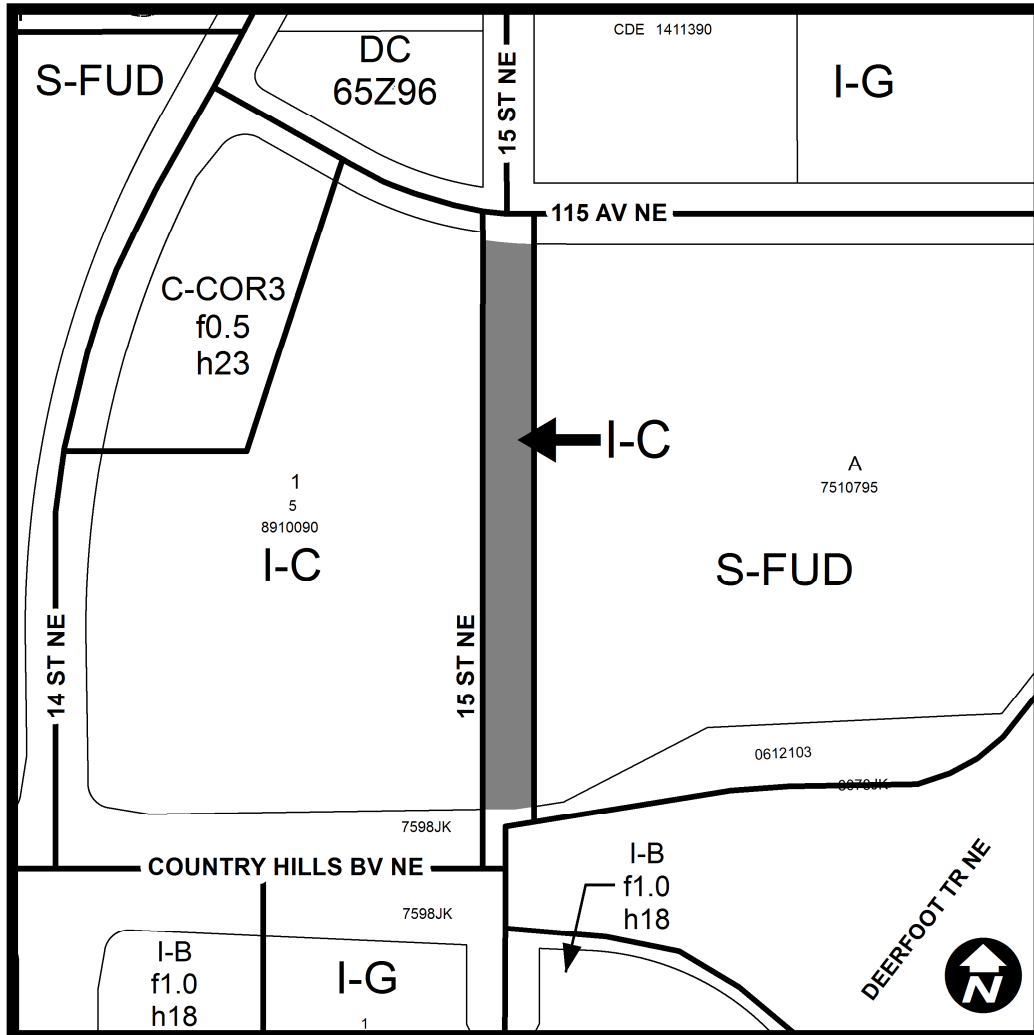 S-FUD
DC
65Z96
15 ST NE
CDE 1411390
I-G
115 AV NE
C-COR3
f0.5
h23
I-C
A
7510795
1
5
8910090
I-C
S-FUD
14 ST NE
15 ST NE
0612103
8678JK
7598JK
COUNTRY HILLS BV NE
7598JK
I-B
f1.0
h18
DEERFOOT TR NE
I-B
f1.0
h18
I-G
1
N